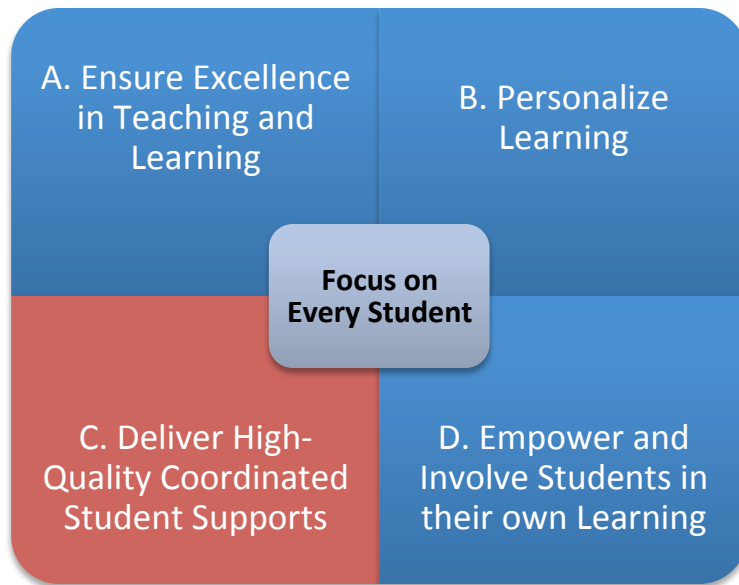 A. Ensure Excellence
in Teaching and
Learning
B. Personalize
Learning
Focus on
Every Student
C. Deliver High-
Quality Coordinated
Student Supports
D. Empower and
Involve Students in
their own Learning